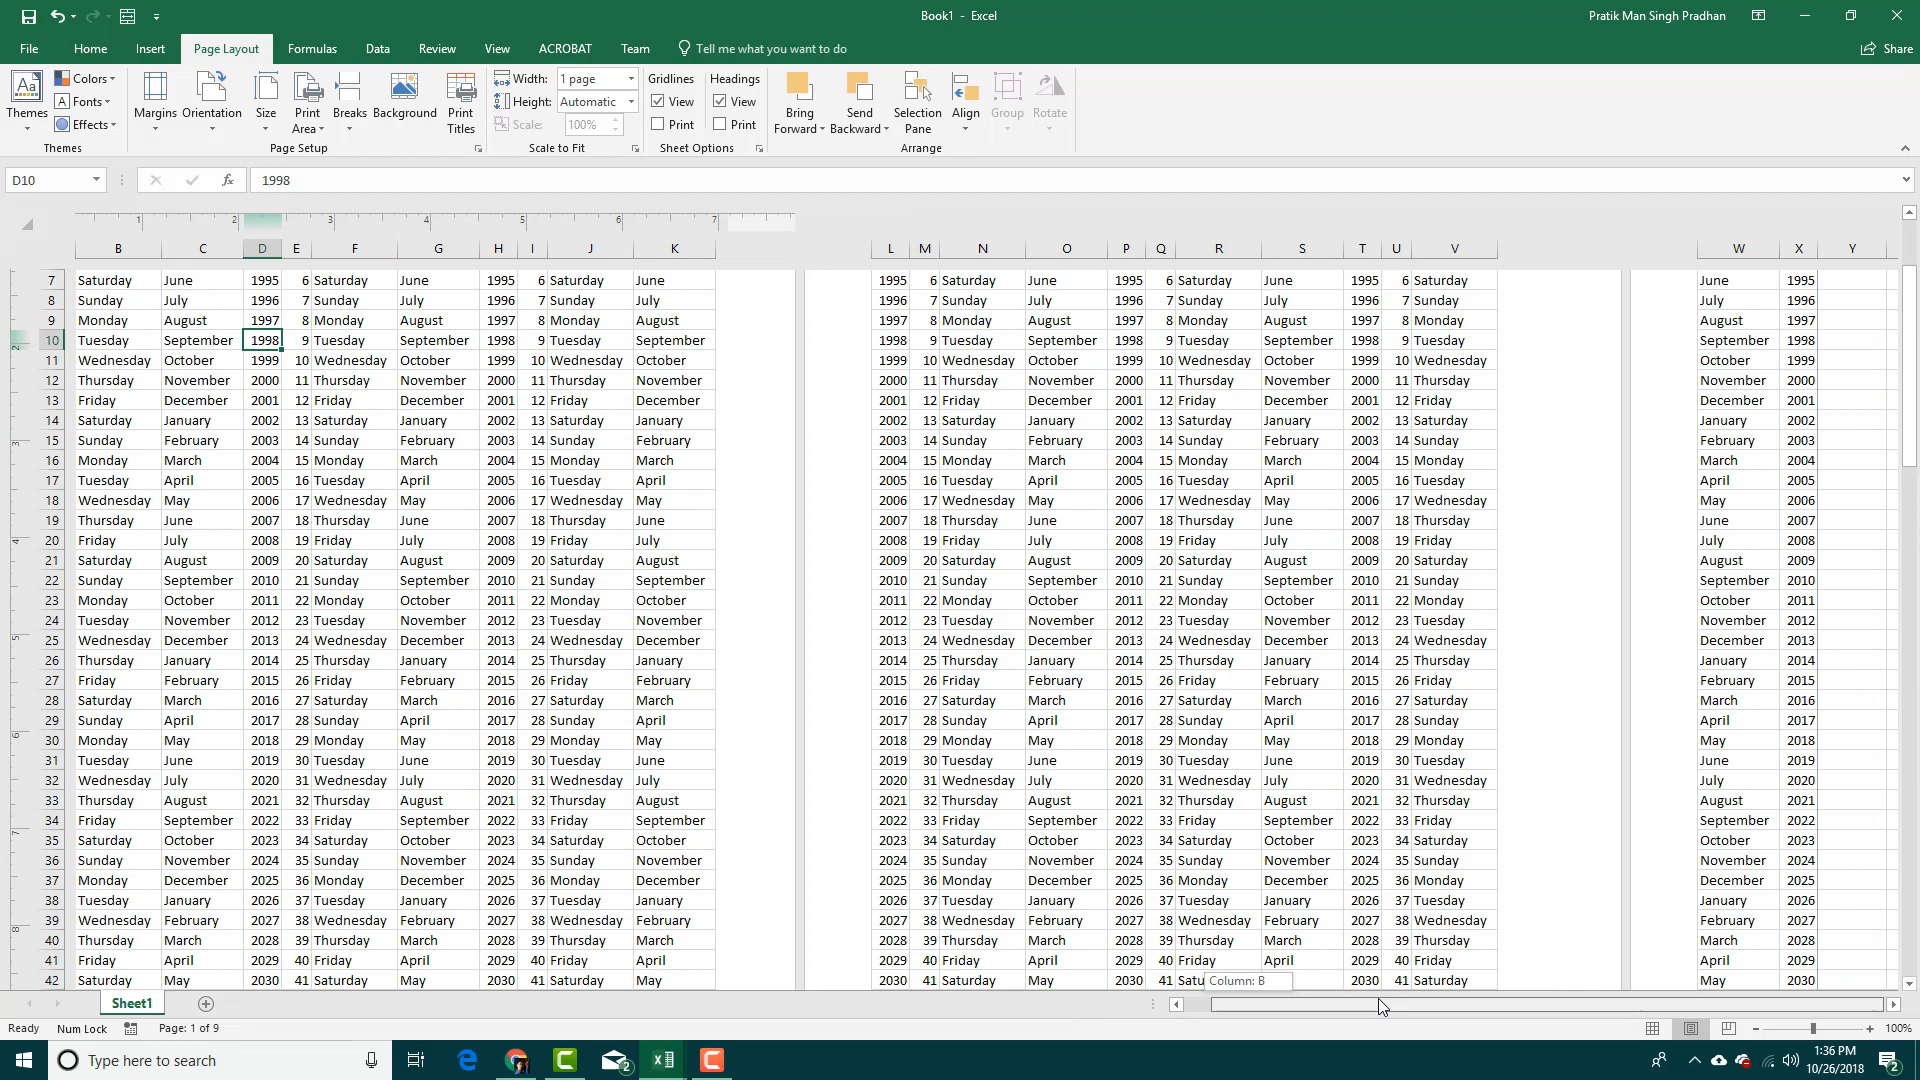 Book1 - Excel
Pratik Man Singh Pradhan
File Home Insert Page Layout Formulas Data Review View ACROBAT Team Tell me what you want to do Share
Themes
Colors
Fonts
Effects
Themes
Margins Orientation Size Print Area Breaks Background Print Titles
Page Setup
Width: 1 page
Height: Automatic
Scale: 100%
Scale to Fit
Gridlines Headings
View View
Print Print
Sheet Options
Bring Forward Send Backward Selection Pane Align Group Rotate
Arrange
D10 fx 1998
1 2 3 4 5 6 7
B C D E F G H I J K L M N O P Q R S T U V W X Y
7 Saturday June 1995 6 Saturday June 1995 6 Saturday June 1995 6 Saturday June 1995 6 Saturday June 1995 6 Saturday June 1995
8 Sunday July 1996 7 Sunday July 1996 7 Sunday July 1996 7 Sunday July 1996 7 Sunday July 1996 7 Sunday July 1996
9 Monday August 1997 8 Monday August 1997 8 Monday August 1997 8 Monday August 1997 8 Monday August 1997 8 Monday August 1997
10 Tuesday September 1998 9 Tuesday September 1998 9 Tuesday September 1998 9 Tuesday September 1998 9 Tuesday September 1998 9 Tuesday September 1998
11 Wednesday October 1999 10 Wednesday October 1999 10 Wednesday October 1999 10 Wednesday October 1999 10 Wednesday October 1999 10 Wednesday October 1999
12 Thursday November 2000 11 Thursday November 2000 11 Thursday November 2000 11 Thursday November 2000 11 Thursday November 2000 11 Thursday November 2000
13 Friday December 2001 12 Friday December 2001 12 Friday December 2001 12 Friday December 2001 12 Friday December 2001 12 Friday December 2001
14 Saturday January 2002 13 Saturday January 2002 13 Saturday January 2002 13 Saturday January 2002 13 Saturday January 2002 13 Saturday January 2002
15 Sunday February 2003 14 Sunday February 2003 14 Sunday February 2003 14 Sunday February 2003 14 Sunday February 2003 14 Sunday February 2003
16 Monday March 2004 15 Monday March 2004 15 Monday March 2004 15 Monday March 2004 15 Monday March 2004 15 Monday March 2004
17 Tuesday April 2005 16 Tuesday April 2005 16 Tuesday April 2005 16 Tuesday April 2005 16 Tuesday April 2005 16 Tuesday April 2005
18 Wednesday May 2006 17 Wednesday May 2006 17 Wednesday May 2006 17 Wednesday May 2006 17 Wednesday May 2006 17 Wednesday May 2006
19 Thursday June 2007 18 Thursday June 2007 18 Thursday June 2007 18 Thursday June 2007 18 Thursday June 2007 18 Thursday June 2007
20 Friday July 2008 19 Friday July 2008 19 Friday July 2008 19 Friday July 2008 19 Friday July 2008 19 Friday July 2008
21 Saturday August 2009 20 Saturday August 2009 20 Saturday August 2009 20 Saturday August 2009 20 Saturday August 2009 20 Saturday August 2009
22 Sunday September 2010 21 Sunday September 2010 21 Sunday September 2010 21 Sunday September 2010 21 Sunday September 2010 21 Sunday September 2010
23 Monday October 2011 22 Monday October 2011 22 Monday October 2011 22 Monday October 2011 22 Monday October 2011 22 Monday October 2011
24 Tuesday November 2012 23 Tuesday November 2012 23 Tuesday November 2012 23 Tuesday November 2012 23 Tuesday November 2012 23 Tuesday November 2012
25 Wednesday December 2013 24 Wednesday December 2013 24 Wednesday December 2013 24 Wednesday December 2013 24 Wednesday December 2013 24 Wednesday December 2013
26 Thursday January 2014 25 Thursday January 2014 25 Thursday January 2014 25 Thursday January 2014 25 Thursday January 2014 25 Thursday January 2014
27 Friday February 2015 26 Friday February 2015 26 Friday February 2015 26 Friday February 2015 26 Friday February 2015 26 Friday February 2015
28 Saturday March 2016 27 Saturday March 2016 27 Saturday March 2016 27 Saturday March 2016 27 Saturday March 2016 27 Saturday March 2016
29 Sunday April 2017 28 Sunday April 2017 28 Sunday April 2017 28 Sunday April 2017 28 Sunday April 2017 28 Sunday April 2017
30 Monday May 2018 29 Monday May 2018 29 Monday May 2018 29 Monday May 2018 29 Monday May 2018 29 Monday May 2018
31 Tuesday June 2019 30 Tuesday June 2019 30 Tuesday June 2019 30 Tuesday June 2019 30 Tuesday June 2019 30 Tuesday June 2019
32 Wednesday July 2020 31 Wednesday July 2020 31 Wednesday July 2020 31 Wednesday July 2020 31 Wednesday July 2020 31 Wednesday July 2020
33 Thursday August 2021 32 Thursday August 2021 32 Thursday August 2021 32 Thursday August 2021 32 Thursday August 2021 32 Thursday August 2021
34 Friday September 2022 33 Friday September 2022 33 Friday September 2022 33 Friday September 2022 33 Friday September 2022 33 Friday September 2022
35 Saturday October 2023 34 Saturday October 2023 34 Saturday October 2023 34 Saturday October 2023 34 Saturday October 2023 34 Saturday October 2023
36 Sunday November 2024 35 Sunday November 2024 35 Sunday November 2024 35 Sunday November 2024 35 Sunday November 2024 35 Sunday November 2024
37 Monday December 2025 36 Monday December 2025 36 Monday December 2025 36 Monday December 2025 36 Monday December 2025 36 Monday December 2025
38 Tuesday January 2026 37 Tuesday January 2026 37 Tuesday January 2026 37 Tuesday January 2026 37 Tuesday January 2026 37 Tuesday January 2026
39 Wednesday February 2027 38 Wednesday February 2027 38 Wednesday February 2027 38 Wednesday February 2027 38 Wednesday February 2027 38 Wednesday February 2027
40 Thursday March 2028 39 Thursday March 2028 39 Thursday March 2028 39 Thursday March 2028 39 Thursday March 2028 39 Thursday March 2028
41 Friday April 2029 40 Friday April 2029 40 Friday April 2029 40 Friday April 2029 40 Friday April 2029 40 Friday April 2029
42 Saturday May 2030 41 Saturday May 2030 41 Saturday May 2030 41 Saturday May 2030 41 Satu Column: B 2030 41 Saturday May 2030
Sheet1
Ready Num Lock Page: 1 of 9 100%
Type here to search
2
1:36 PM
10/26/2018
2